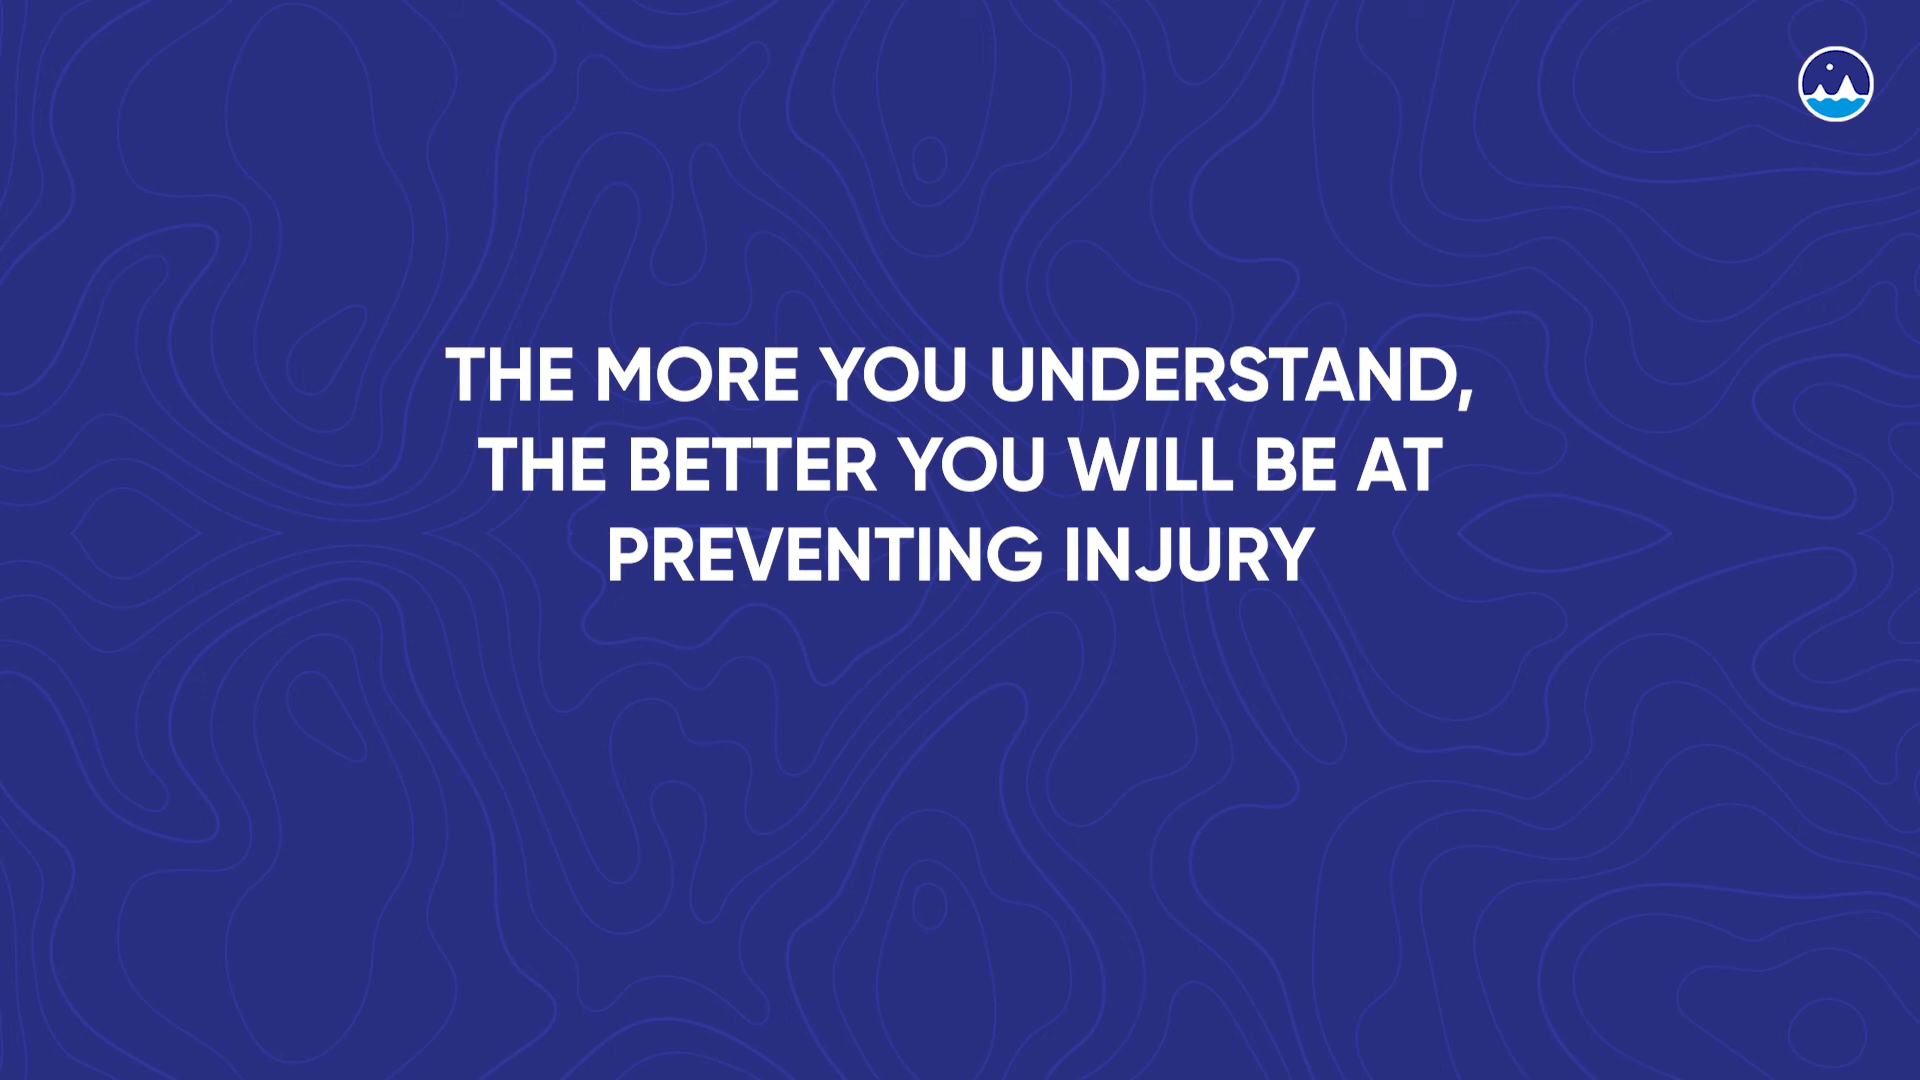 THE MORE YOU UNDERSTAND,
THE BETTER YOU WILL BE AT
PREVENTING INJURY